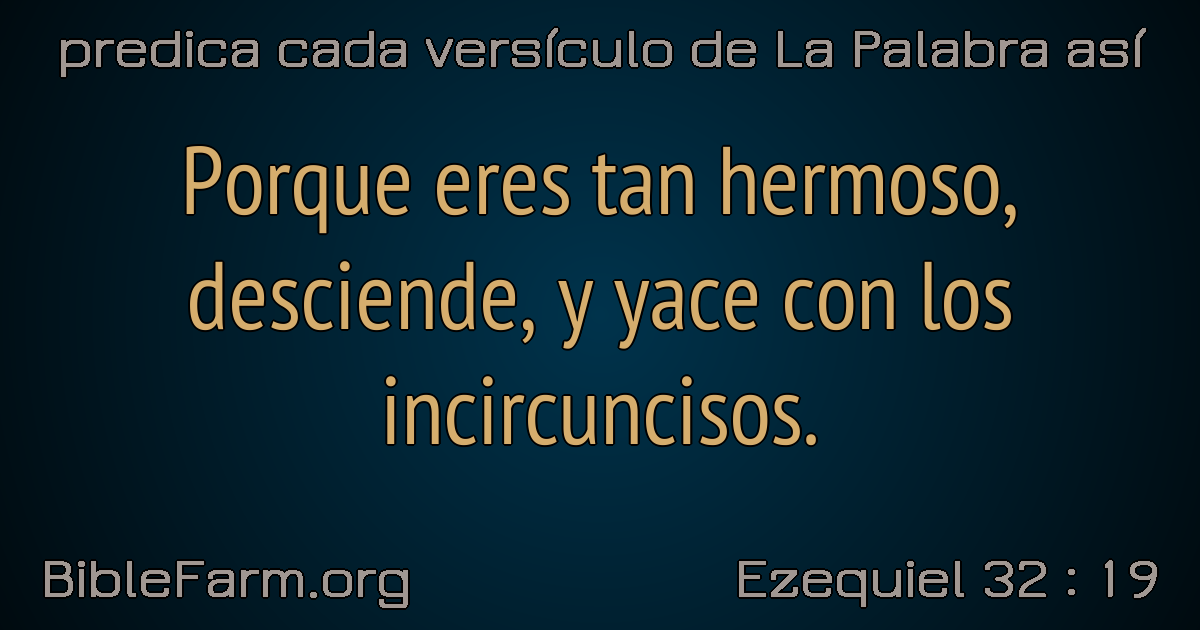 predica cada versículo de La Palabra así
Porque eres tan hermoso,
desciende, y yace con los
incircuncisos.
BibleFarm.org
Ezequiel 32 : 19